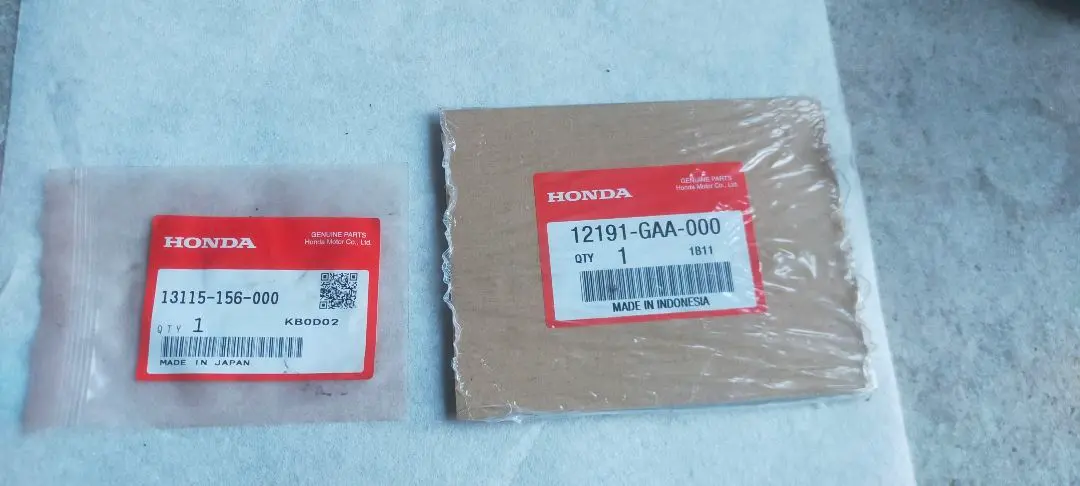 HONDA
GENUINE PARTS
Honda Motor Co., Ltd.
13115-156-000
QTY 1
KB0D02
MADE IN JAPAN
HONDA
GENUINE PARTS
Honda Motor Co., Ltd.
12191-GAA-000
QTY 1
1811
MADE IN INDONESIA